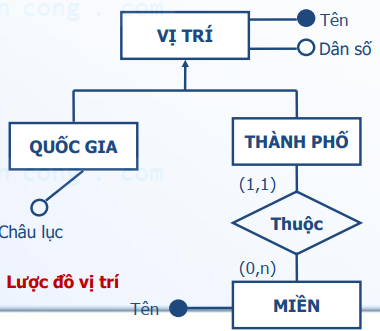 VỊ TRÍ
Tên
Dân số
QUỐC GIA
THÀNH PHỐ
(1,1)
Châu lục
Thuộc
(0,n)
Lược đồ vị trí
Tên
MIỀN